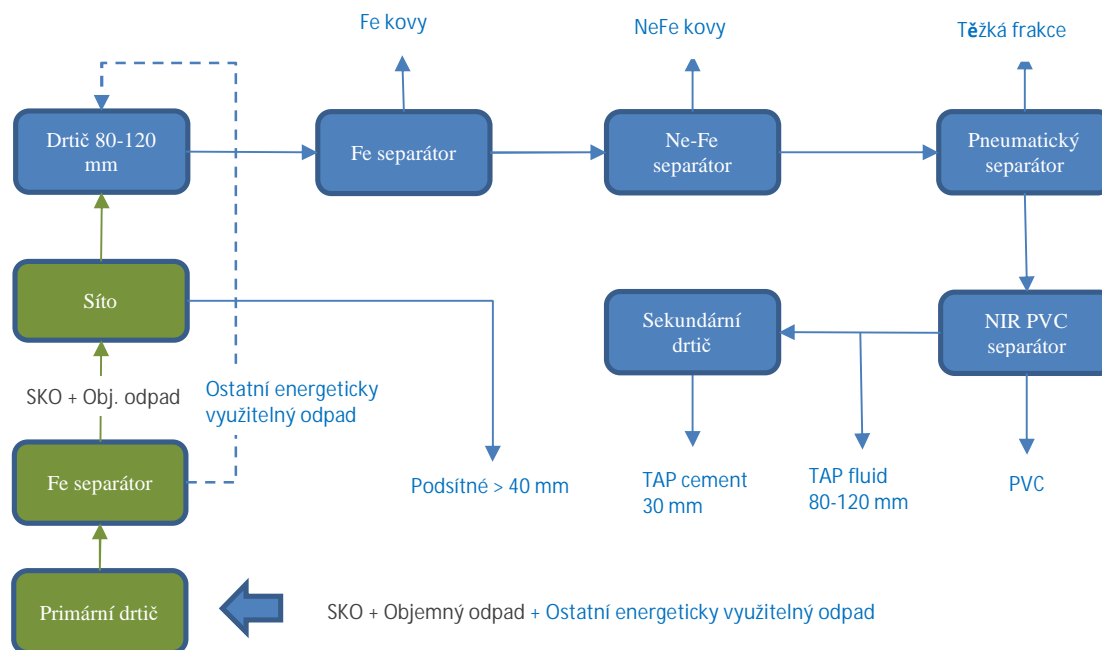 Fe kovy
NeFe kovy
Těžká frakce
Drtič 80-120
mm
Fe separátor
Ne-Fe
separátor
Pneumatický
separátor
Síto
Sekundární
drtič
NIR PVC
separátor
SKO + Obj. odpad
Ostatní energeticky
využitelný odpad
Fe separátor
Podsítné > 40 mm
TAP cement
30 mm
TAP fluid
80-120 mm
PVC
Primární drtič
SKO + Objemný odpad + Ostatní energeticky využitelný odpad